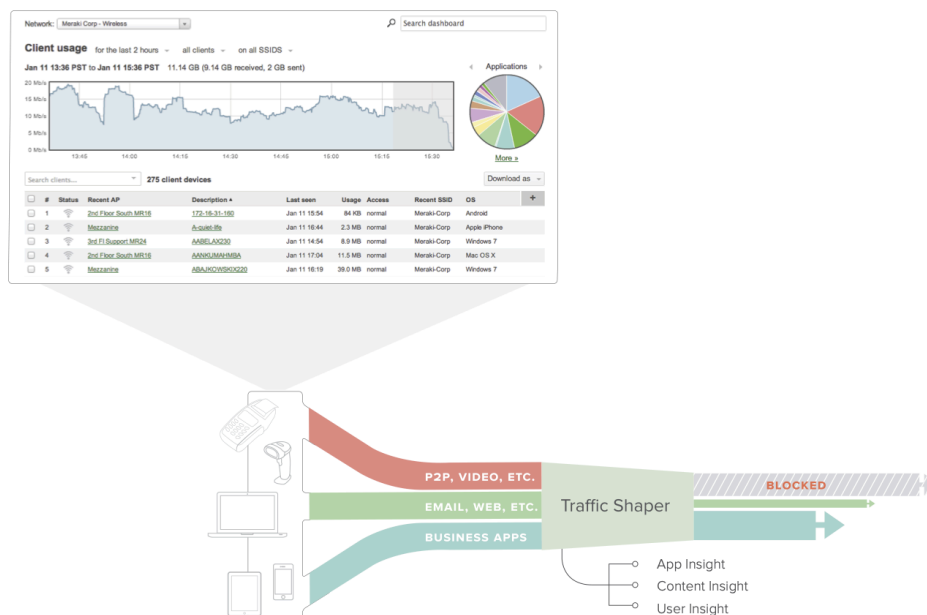 Network: Meraki Corp - Wireless
Search dashboard
Client usage for the last 2 hours all clients on all SSIDS
Jan 11 13:36 PST to Jan 11 15:36 PST 11.14 GB (9.14 GB received, 2 GB sent)
Applications
20 Mb/s
15 Mb/s
10 Mb/s
5 Mb/s
0 Mb/s
13:45 14:00 14:15 14:30 14:45 15:00 15:15 15:30
More »
Search clients... 275 client devices Download as
# Status Recent AP Description Last seen Usage Access Recent SSID OS +
1 2nd Floor South MR16 172-16-31-160 Jan 11 15:54 84 KB normal Meraki-Corp Android
2 Mezzanine A-quiet-life Jan 11 16:44 2.3 MB normal Meraki-Corp Apple iPhone
3 3rd Fl Support MR24 AABELAX230 Jan 11 14:54 8.9 MB normal Meraki-Corp Windows 7
4 2nd Floor South MR16 AANKUMAHMBA Jan 11 17:04 11.5 MB normal Meraki-Corp Mac OS X
5 Mezzanine ABAJKOWSKIX220 Jan 11 16:19 39.0 MB normal Meraki-Corp Windows 7
P2P, VIDEO, ETC.
EMAIL, WEB, ETC.
BUSINESS APPS
Traffic Shaper
BLOCKED
App Insight
Content Insight
User Insight